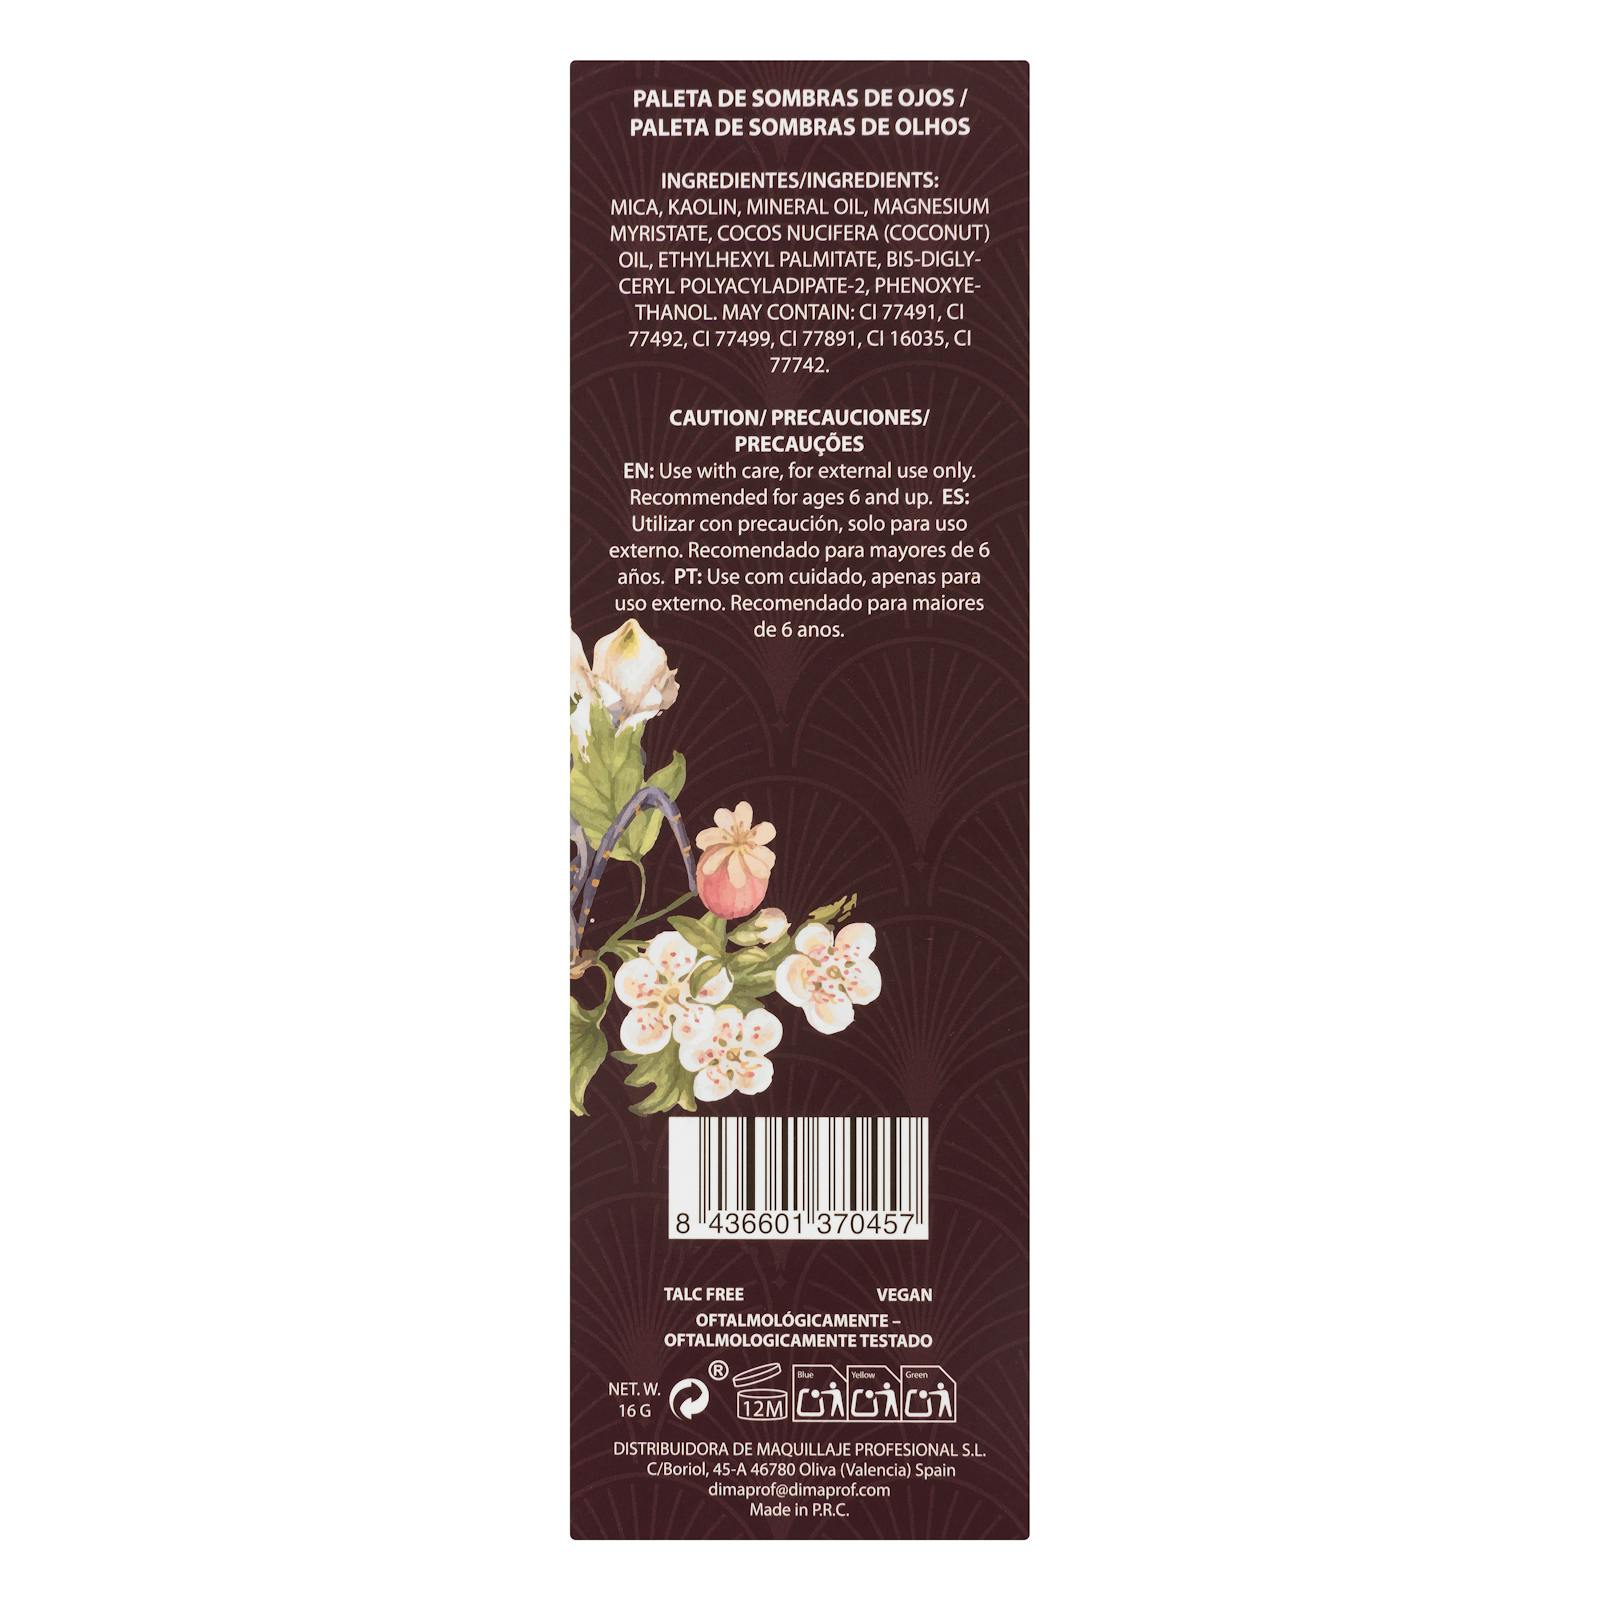 PALETA DE SOMBRAS DE OJOS /
PALETA DE SOMBRAS DE OLHOS
INGREDIENTES/INGREDIENTS:
MICA, KAOLIN, MINERAL OIL, MAGNESIUM
MYRISTATE, COCOS NUCIFERA (COCONUT)
OIL, ETHYLHEXYL PALMITATE, BIS-DIGLY-
CERYL POLYACYLADIPATE-2, PHENOXYE-
THANOL. MAY CONTAIN: CI 77491, CI
77492, CI 77499, CI 77891, CI 16035, CI
77742.
CAUTION/ PRECAUCIONES/
PRECAUÇÕES
EN: Use with care, for external use only.
Recommended for ages 6 and up. ES:
Utilizar con precaución, solo para uso
externo. Recomendado para mayores de 6
años. PT: Use com cuidado, apenas para
uso externo. Recomendado para maiores
de 6 anos.
8 436601 370457
TALC FREE VEGAN
OFTALMOLÓGICAMENTE –
OFTALMOLOGICAMENTE TESTADO
NET. W.
16 G
®
12M
Blue Yellow Green
DISTRIBUIDORA DE MAQUILLAJE PROFESIONAL S.L.
C/Boriol, 45-A 46780 Oliva (Valencia) Spain
dimaprof@dimaprof.com
Made in P.R.C.